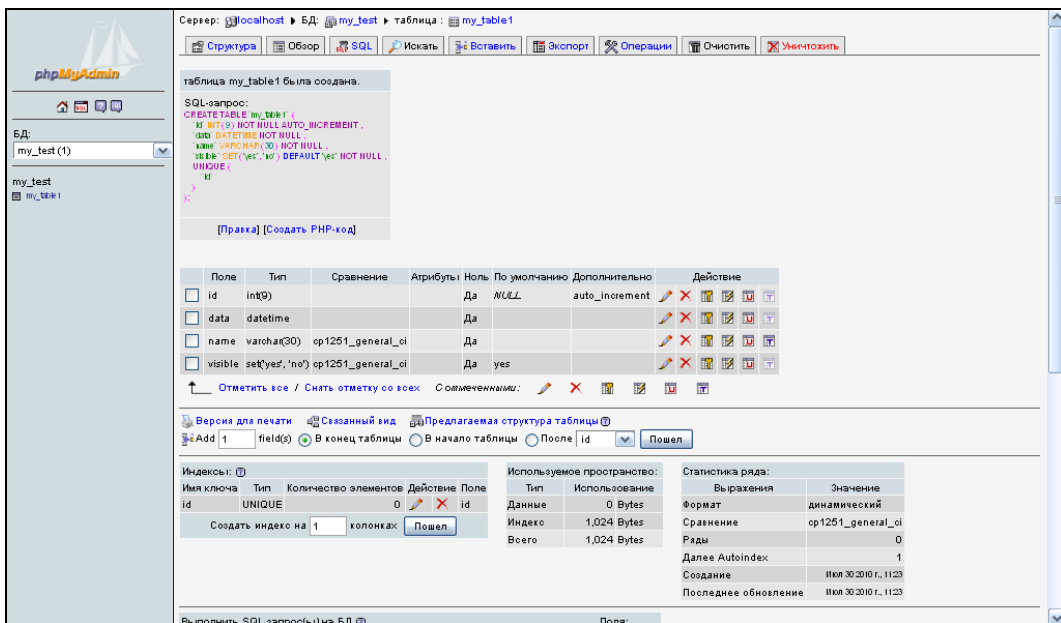 Сервер: localhost ▶ БД: my_test ▶ таблица : my_table1
Структура Обзор SQL Искать Вставить Экспорт Операции Очистить Уничтожить
phpMyAdmin
БД:
my_test (1)
my_test
my_table1
таблица my_table1 была создана.
SQL-запрос:
CREATE TABLE `my_table1` (
`id` INT( 9 ) NOT NULL AUTO_INCREMENT ,
`data` DATETIME NOT NULL ,
`name` VARCHAR( 30 ) NOT NULL ,
`visible` SET( 'yes', 'no' ) DEFAULT 'yes' NOT NULL ,
UNIQUE (
`id`
)
);
[Правка] [Создать PHP-код]
Поле Тип Сравнение Атрибуты Ноль По умолчанию Дополнительно Действие
id int(9) Да NULL auto_increment
data datetime Да
name varchar(30) cp1251_general_ci Да
visible set('yes', 'no') cp1251_general_ci Да yes
Отметить все / Снять отметку со всех С отмеченными:
Версия для печати Связанный вид Предлагаемая структура таблицы
Add 1 field(s) В конец таблицы В начало таблицы После id Пошел
Индексы:
Имя ключа Тип Количество элементов Действие Поле
id UNIQUE 0 id
Создать индекс на 1 колонках Пошел
Используемое пространство:
Тип Использование
Данные 0 Bytes
Индекс 1,024 Bytes
Всего 1,024 Bytes
Статистика ряда:
Выражения Значение
Формат динамический
Сравнение cp1251_general_ci
Ряды 0
Далее Autoindex 1
Создание Июл 30 2010 г., 11:23
Последнее обновление Июл 30 2010 г., 11:23
Выполнить SQL запрос(ы) на БД Поля: